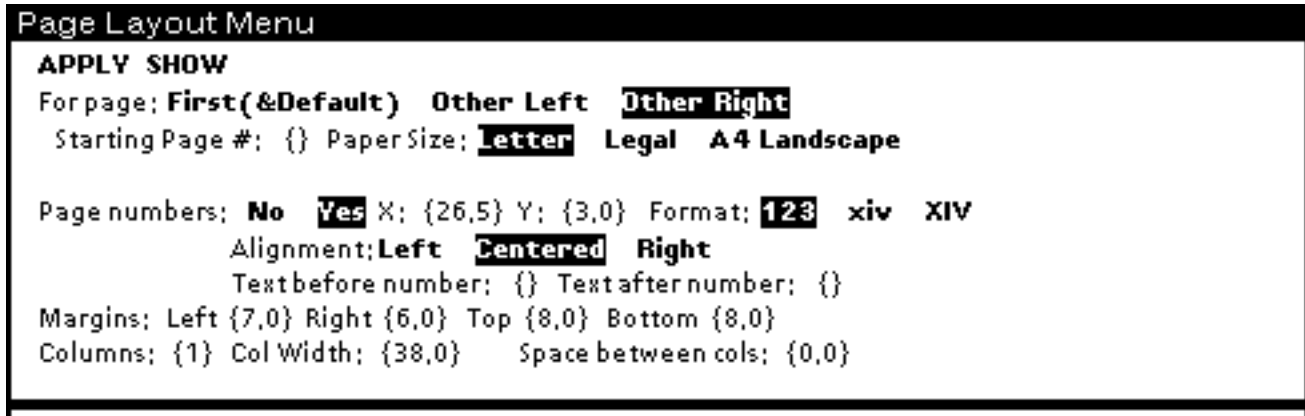 Page Layout Menu
APPLY SHOW
For page: First(&Default) Other Left Other Right
Starting Page #: {} Paper Size: Letter Legal A4 Landscape
Page numbers: No Yes X: {26.5} Y: {3.0} Format: 123 xiv XIV
Alignment: Left Centered Right
Text before number: {} Text after number: {}
Margins: Left {7.0} Right {6.0} Top {8.0} Bottom {8.0}
Columns: {1} Col Width: {38.0} Space between cols: {0.0}